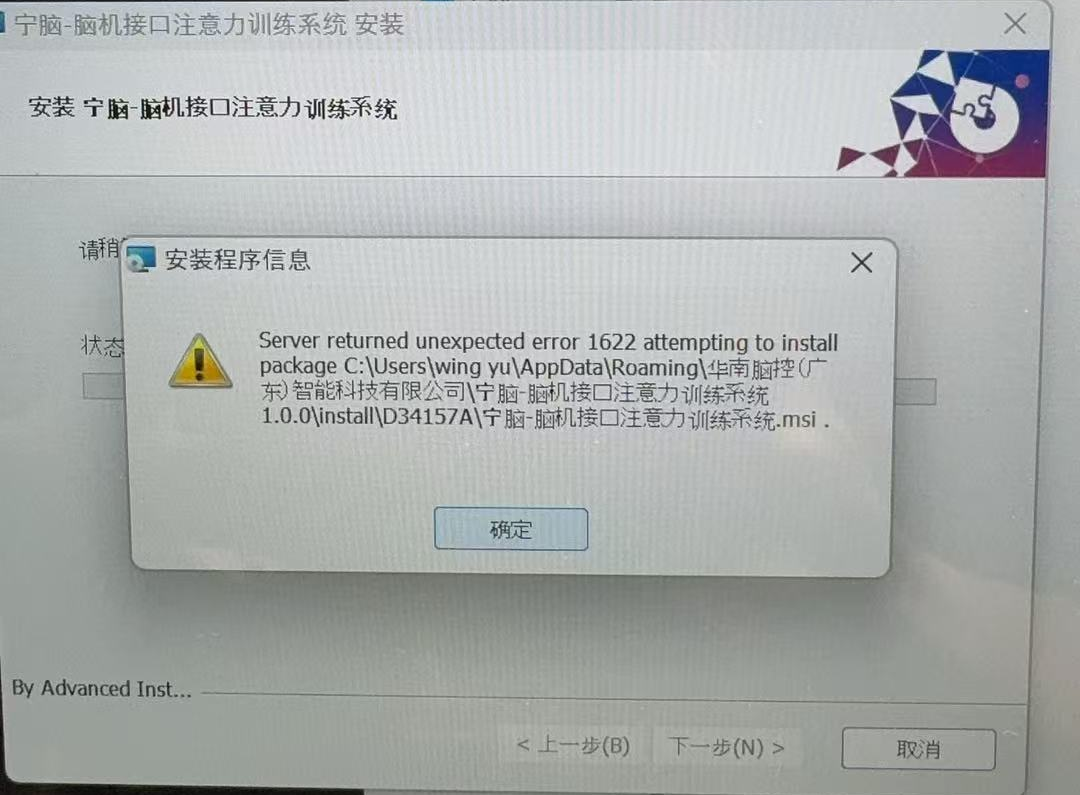 宁脑-脑机接口注意力训练系统 安装
安装 宁脑-脑机接口注意力训练系统
请稍
安装程序信息
状态
Server returned unexpected error 1622 attempting to install
package C:\Users\wing yu\AppData\Roaming\华南脑控(广
东)智能科技有限公司\宁脑-脑机接口注意力训练系统
1.0.0\install\D34157A\宁脑-脑机接口注意力训练系统.msi .
确定
By Advanced Inst...
< 上一步(B)
下一步(N) >
取消